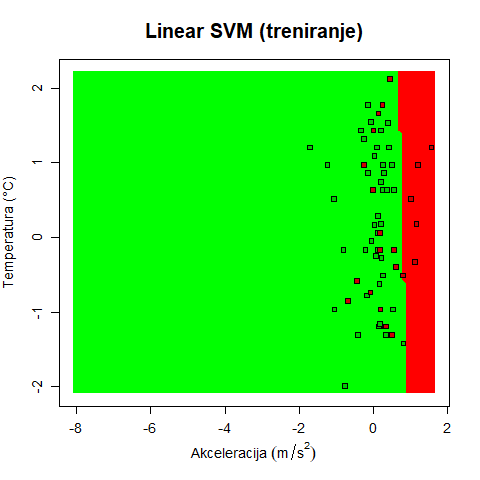 Linear SVM (treniranje)
2
1
0
-1
-2
Temperatura (°C)
-8 -6 -4 -2 0 2
Akceleracija (m/s²)